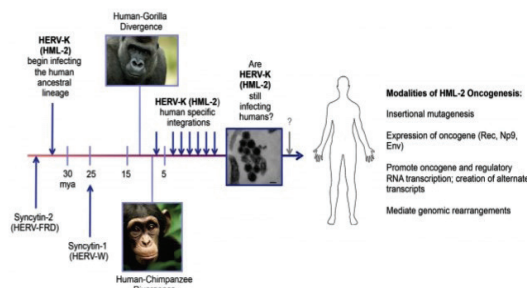 Human-Gorilla
Divergence
HERV-K
(HML-2)
begin infecting
the human
ancestral
lineage
HERV-K (HML-2)
human specific
integrations
Are
HERV-K
(HML-2)
still
infecting
humans?
?
30
mya
25
15
5
Syncytin-2
(HERV-FRD)
Syncytin-1
(HERV-W)
Human-Chimpanzee
Modalities of HML-2 Oncogenesis:
Insertional mutagenesis
Expression of oncogene (Rec, Np9,
Env)
Promote oncogene and regulatory
RNA transcription; creation of alternate
transcripts
Mediate genomic rearrangements